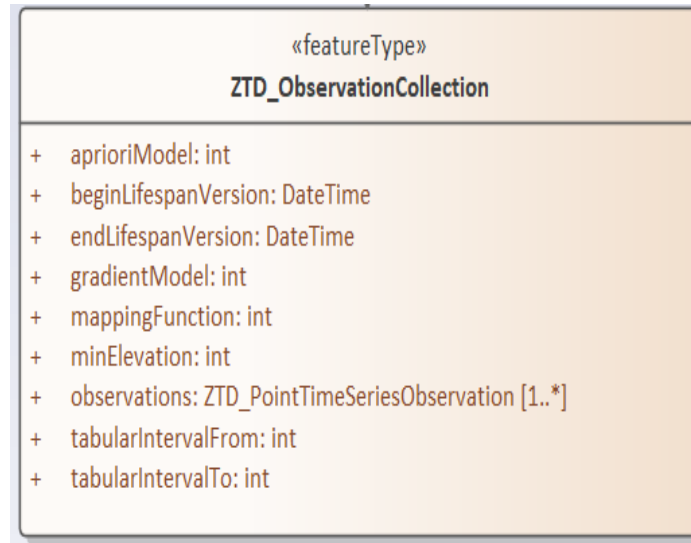 «featureType»
ZTD_ObservationCollection
+ aprioriModel: int
+ beginLifespanVersion: DateTime
+ endLifespanVersion: DateTime
+ gradientModel: int
+ mappingFunction: int
+ minElevation: int
+ observations: ZTD_PointTimeSeriesObservation [1..*]
+ tabularIntervalFrom: int
+ tabularIntervalTo: int